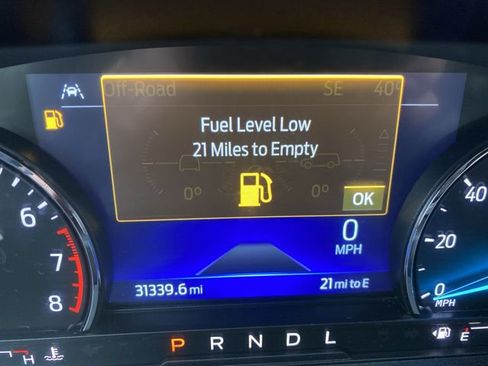 Off-Road SE 40°
Fuel Level Low
21 Miles to Empty
0° 0°
OK
6
7
8
0
MPH
40
20
0
MPH
31339.6 mi 21 mi to E
P R N D L
H
E